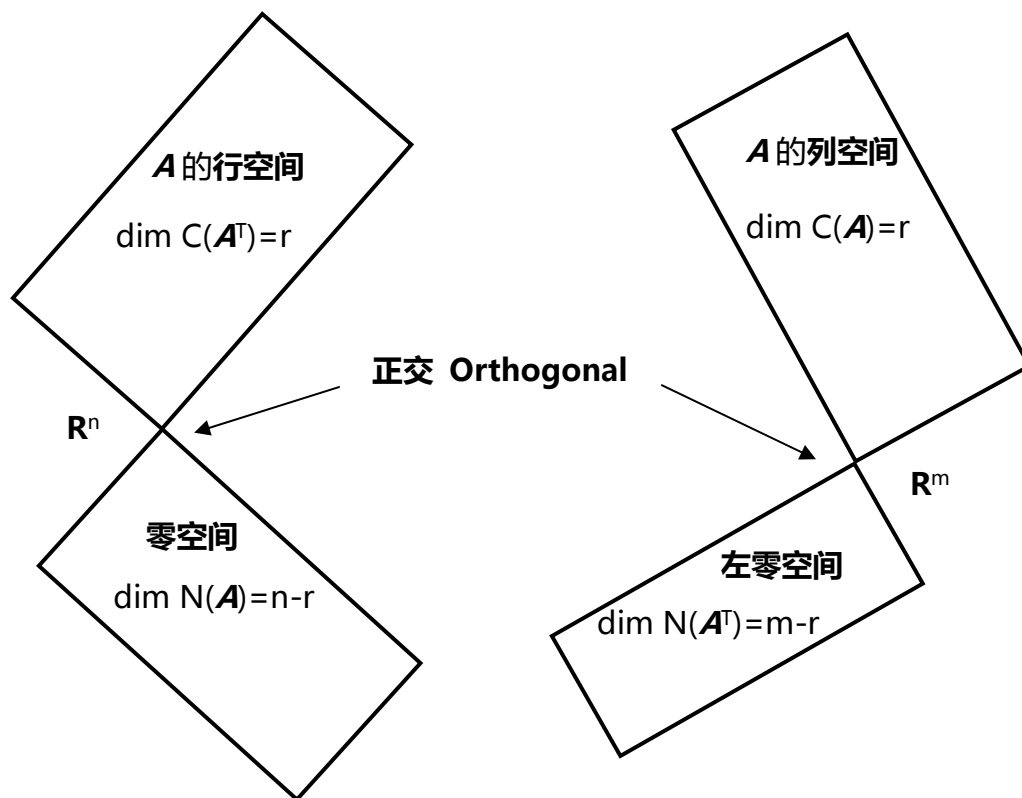 A 的行空间
dim C(Aᵀ)=r
A 的列空间
dim C(A)=r
正交 Orthogonal
Rⁿ
Rᵐ
零空间
dim N(A)=n-r
左零空间
dim N(Aᵀ)=m-r